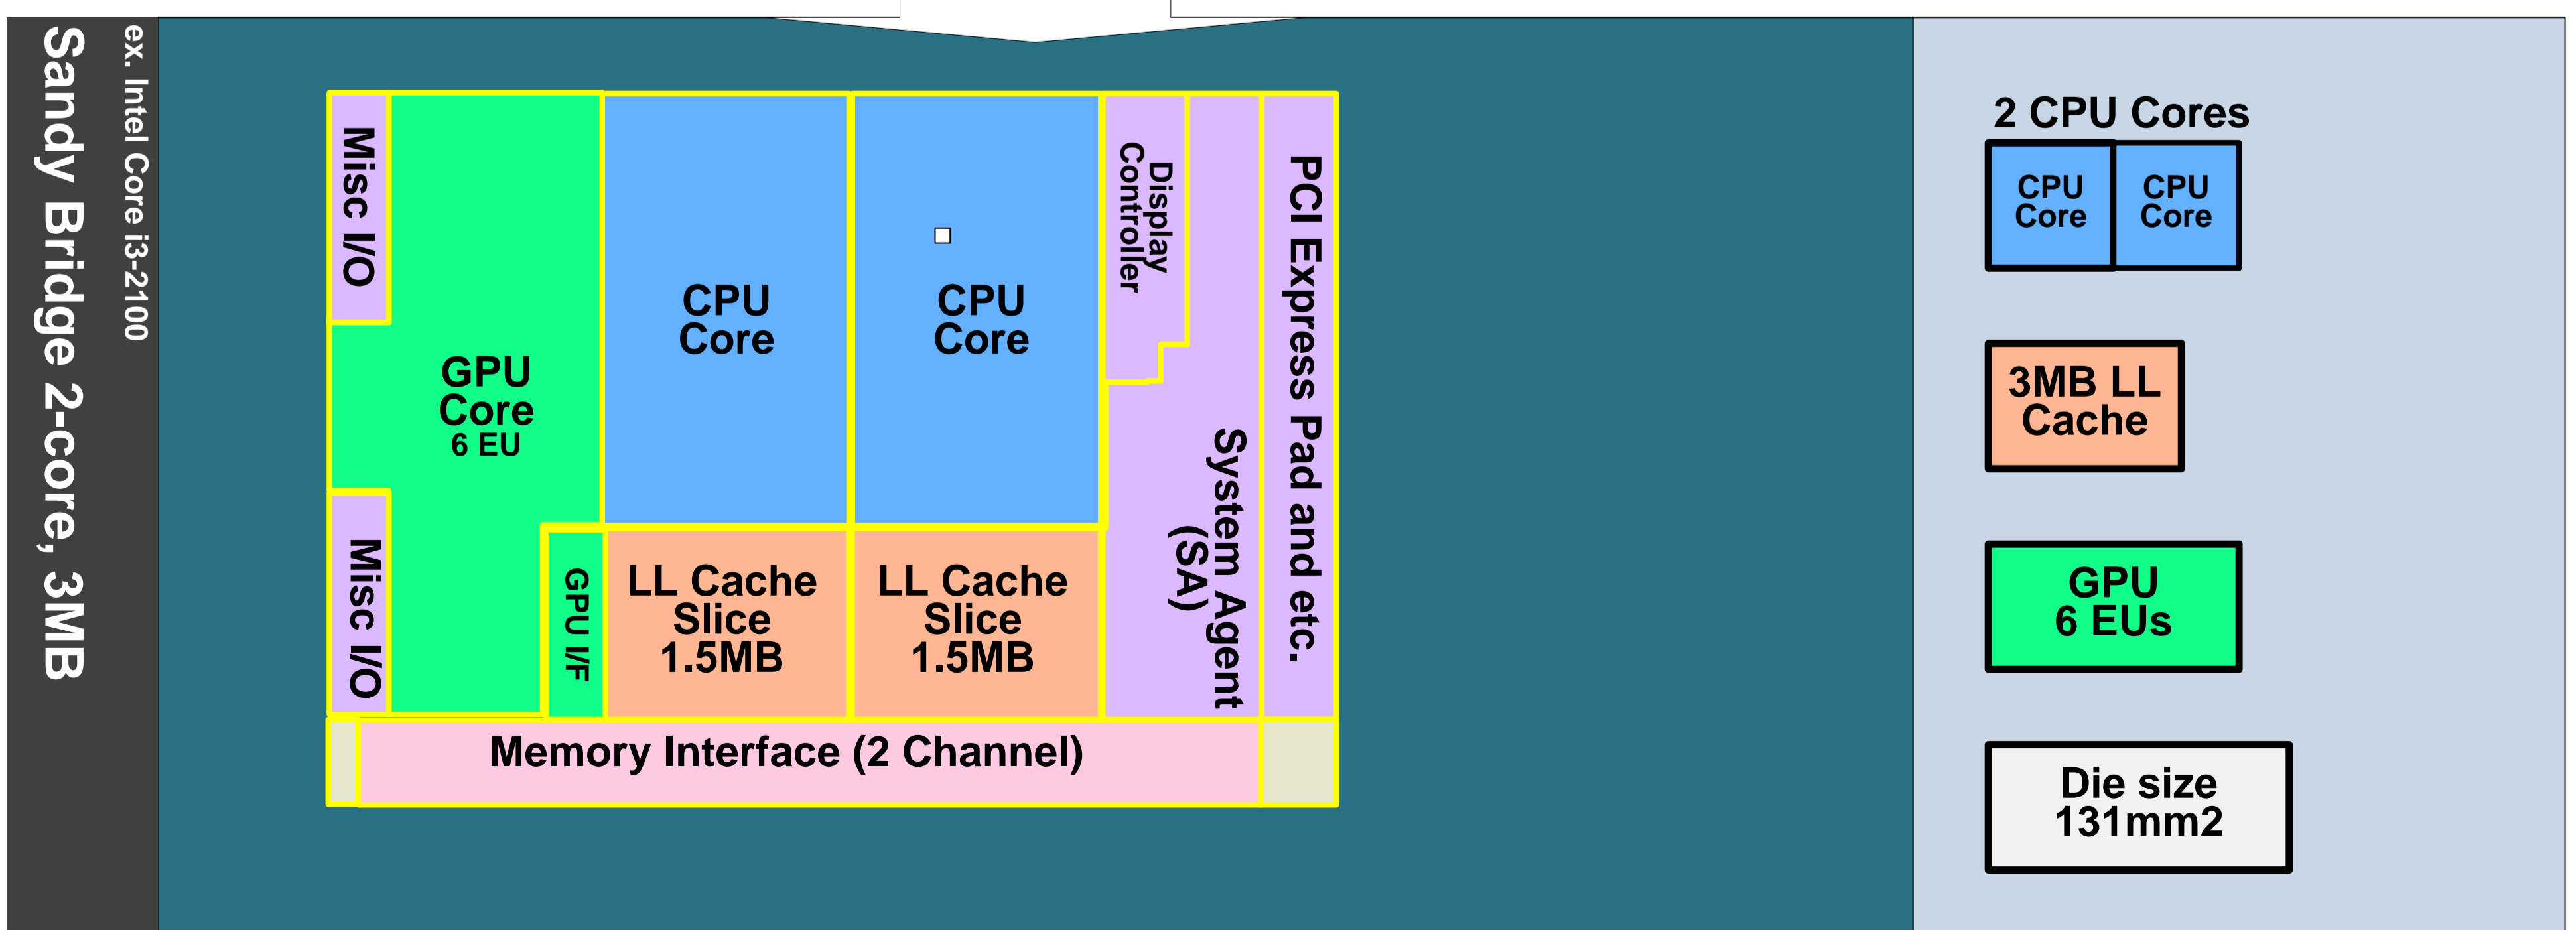 Sandy Bridge 2-core, 3MB
ex. Intel Core i3-2100
Misc I/O
GPU
Core
6 EU
Misc I/O
GPU I/F
CPU
Core
CPU
Core
LL Cache
Slice
1.5MB
LL Cache
Slice
1.5MB
Display
Controller
System Agent
(SA)
PCI Express Pad and etc.
Memory Interface (2 Channel)
2 CPU Cores
CPU
Core
CPU
Core
3MB LL
Cache
GPU
6 EUs
Die size
131mm2